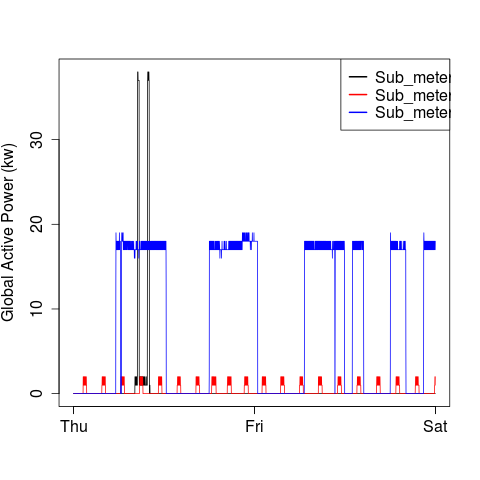 Sub_meter
Sub_meter
Sub_meter
Global Active Power (kw)
30
20
10
0
Thu Fri Sat